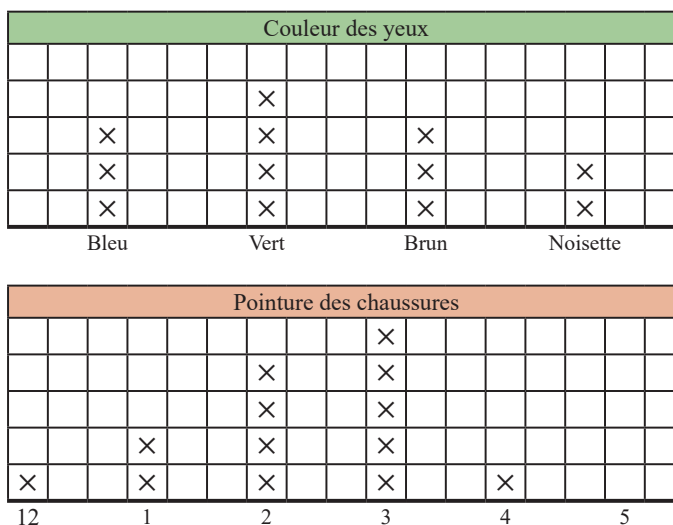 Couleur des yeux
Bleu Vert Brun Noisette
Pointure des chaussures
12 1 2 3 4 5